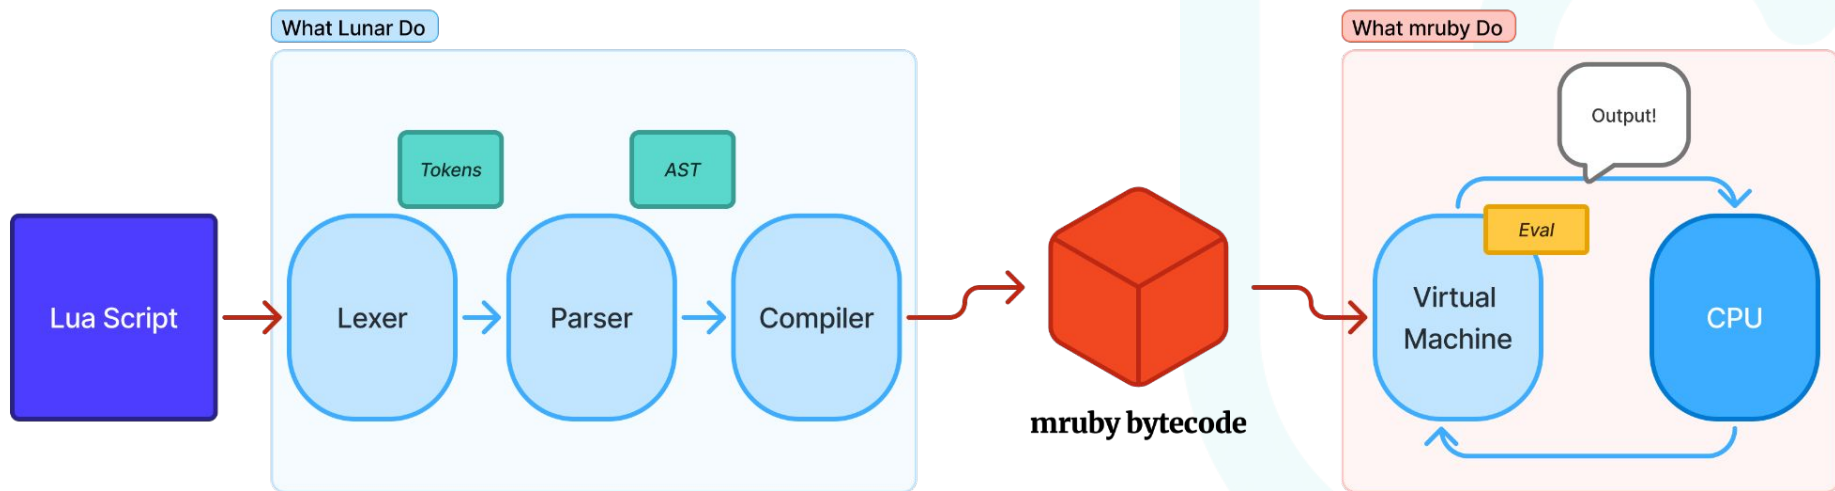 What Lunar Do
What mruby Do
Output!
Tokens
AST
Eval
Lua Script
Lexer
Parser
Compiler
Virtual
Machine
CPU
mruby bytecode